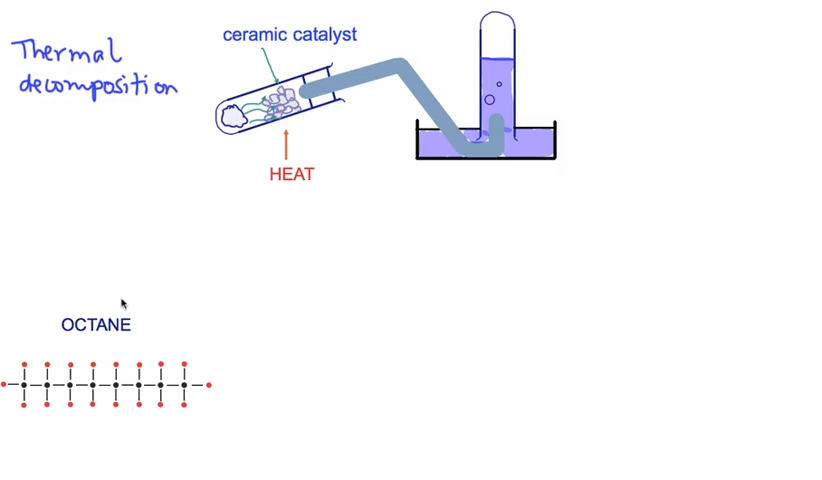 Thermal
decomposition
ceramic catalyst
HEAT
OCTANE